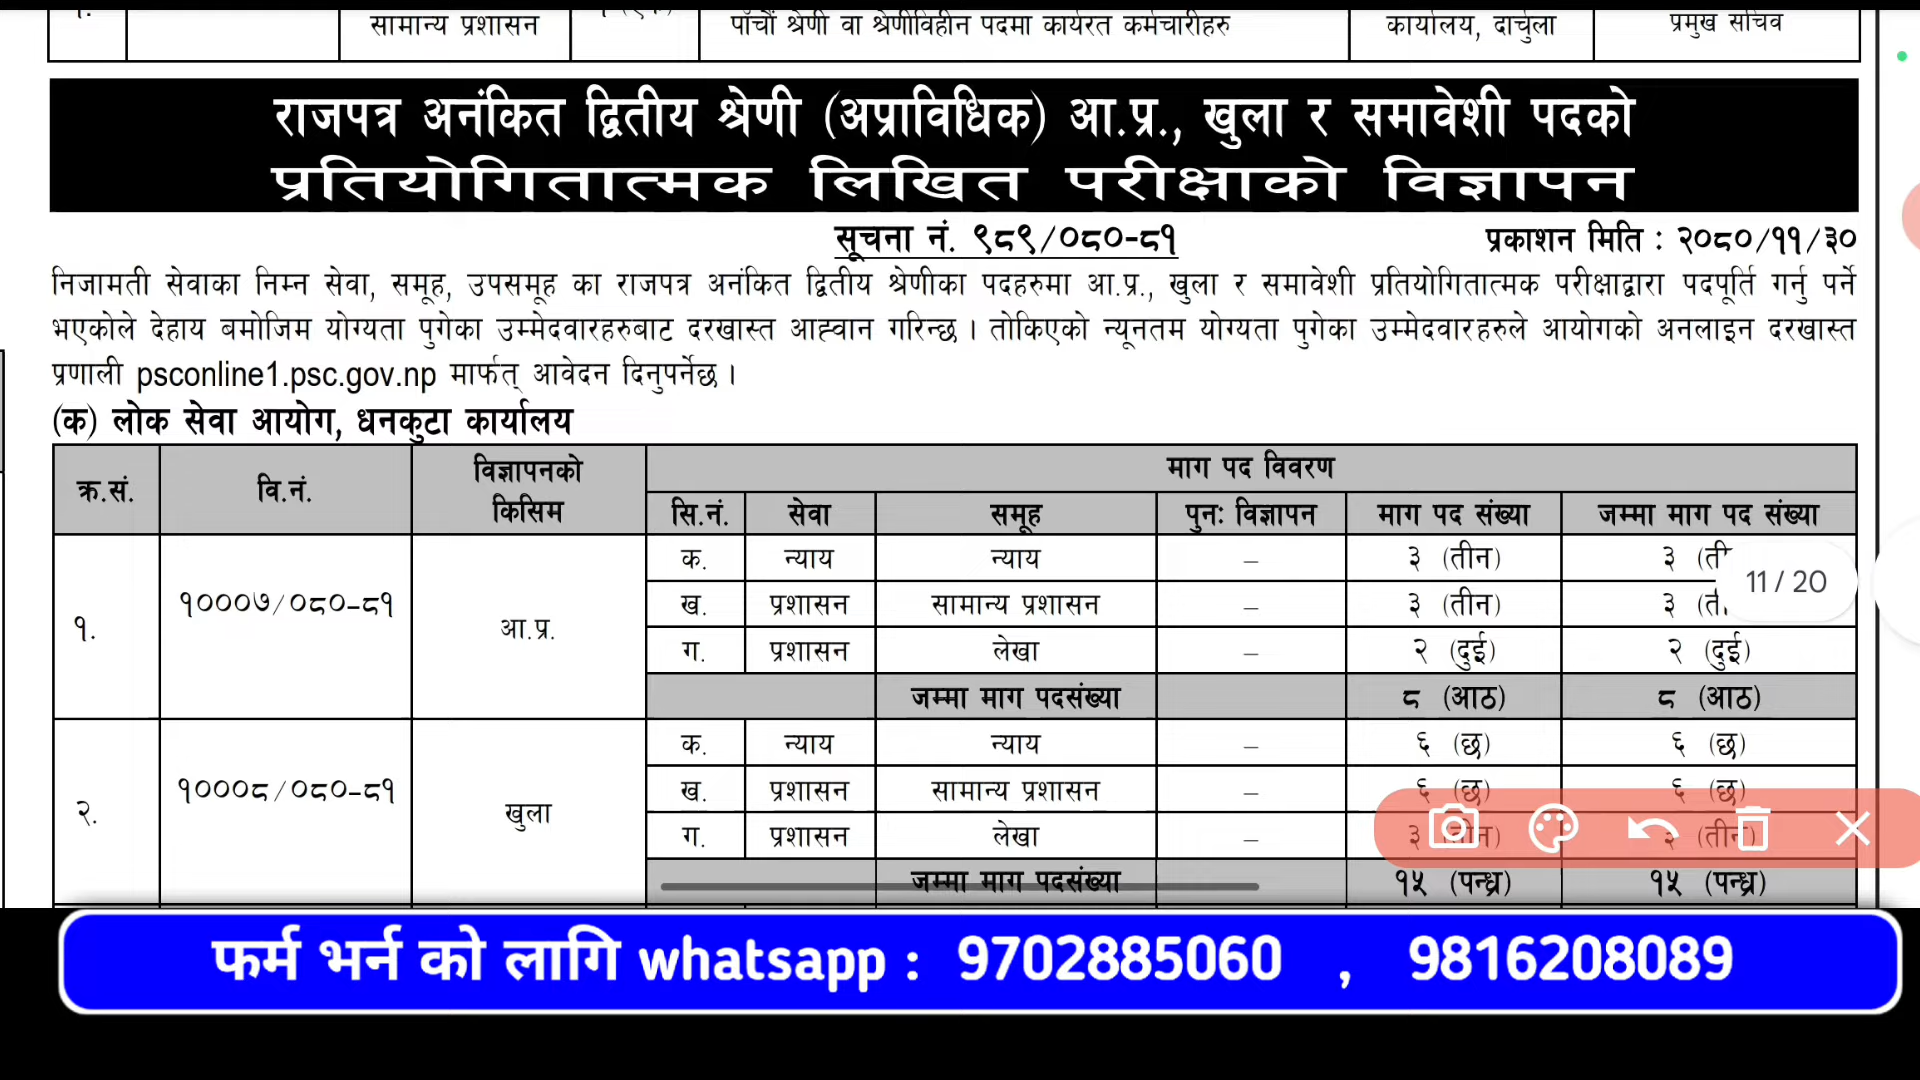 सामान्य प्रशासन पाँचौं श्रेणी वा श्रेणीविहीन पदमा कार्यरत कर्मचारीहरु कार्यालय, दार्चुला प्रमुख सचिव
राजपत्र अनंकित द्वितीय श्रेणी (अप्राविधिक) आ.प्र., खुला र समावेशी पदको
प्रतियोगितात्मक लिखित परीक्षाको विज्ञापन
सूचना नं. ९८९/०८०-८१ प्रकाशन मिति : २०८०/११/३०
निजामती सेवाका निम्न सेवा, समूह, उपसमूह का राजपत्र अनंकित द्वितीय श्रेणीका पदहरुमा आ.प्र., खुला र समावेशी प्रतियोगितात्मक परीक्षाद्वारा पदपूर्ति गर्नु पर्ने
भएकोले देहाय बमोजिम योग्यता पुगेका उम्मेदवारहरुबाट दरखास्त आह्वान गरिन्छ । तोकिएको न्यूनतम योग्यता पुगेका उम्मेदवारहरुले आयोगको अनलाइन दरखास्त
प्रणाली psconline1.psc.gov.np मार्फत् आवेदन दिनुपर्नेछ ।
(क) लोक सेवा आयोग, धनकुटा कार्यालय
क्र.सं. वि.नं. विज्ञापनको किसिम माग पद विवरण
सि.नं. सेवा समूह पुनः विज्ञापन माग पद संख्या जम्मा माग पद संख्या
१. १०००७/०८०-८१ आ.प्र.
क. न्याय न्याय – ३ (तीन) ३
ख. प्रशासन सामान्य प्रशासन – ३ (तीन) ३
11 / 20
ग. प्रशासन लेखा – २ (दुई) २ (दुई)
जम्मा माग पदसंख्या ८ (आठ) ८ (आठ)
२. १०००८/०८०-८१ खुला
क. न्याय न्याय – ६ (छ) ६ (छ)
ख. प्रशासन सामान्य प्रशासन – ६ (छ) ६ (छ)
ग. प्रशासन लेखा – ३ (तीन) ३ (तीन)
जम्मा माग पदसंख्या १५ (पन्ध्र) १५ (पन्ध्र)
फर्म भर्न को लागि whatsapp : 9702885060 , 9816208089